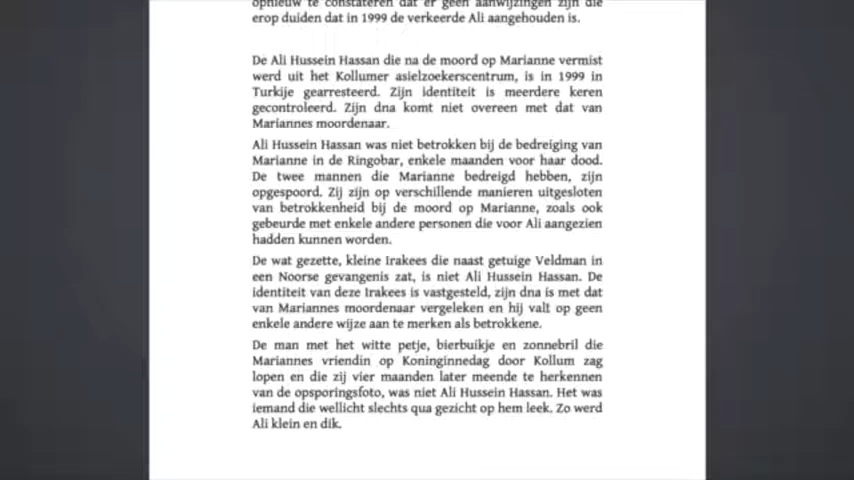 opnieuw te constateren dat er geen aanwijzingen zijn die
erop duiden dat in 1999 de verkeerde Ali aangehouden is.
De Ali Hussein Hassan die na de moord op Marianne vermist
werd uit het Kollumer asielzoekerscentrum, is in 1999 in
Turkije gearresteerd. Zijn identiteit is meerdere keren
gecontroleerd. Zijn dna komt niet overeen met dat van
Mariannes moordenaar.
Ali Hussein Hassan was niet betrokken bij de bedreiging van
Marianne in de Ringobar, enkele maanden voor haar dood.
De twee mannen die Marianne bedreigd hebben, zijn
opgespoord. Zij zijn op verschillende manieren uitgesloten
van betrokkenheid bij de moord op Marianne, zoals ook
gebeurde met enkele andere personen die voor Ali aangezien
hadden kunnen worden.
De wat gezette, kleine Irakees die naast getuige Veldman in
een Noorse gevangenis zat, is niet Ali Hussein Hassan. De
identiteit van deze Irakees is vastgesteld, zijn dna is met dat
van Mariannes moordenaar vergeleken en hij valt op geen
enkele andere wijze aan te merken als betrokkene.
De man met het witte petje, bierbuikje en zonnebril die
Mariannes vriendin op Koninginnedag door Kollum zag
lopen en die zij vier maanden later meende te herkennen
van de opsporingsfoto, was niet Ali Hussein Hassan. Het was
iemand die wellicht slechts qua gezicht op hem leek. Zo werd
Ali klein en dik.